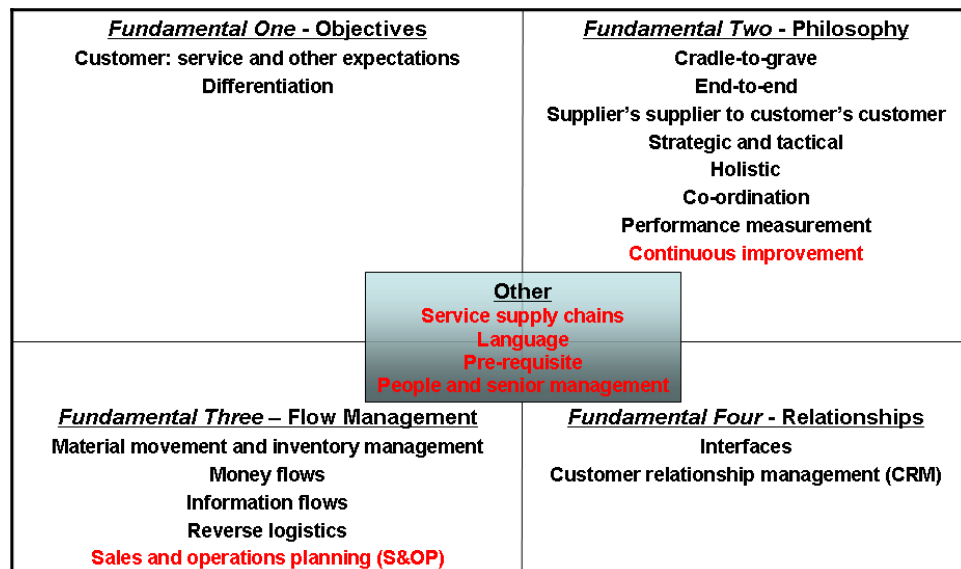 Fundamental One - Objectives
Customer: service and other expectations
Differentiation
Fundamental Two - Philosophy
Cradle-to-grave
End-to-end
Supplier's supplier to customer's customer
Strategic and tactical
Holistic
Co-ordination
Performance measurement
Continuous improvement
Other
Service supply chains
Language
Pre-requisite
People and senior management
Fundamental Three – Flow Management
Material movement and inventory management
Money flows
Information flows
Reverse logistics
Sales and operations planning (S&OP)
Fundamental Four - Relationships
Interfaces
Customer relationship management (CRM)